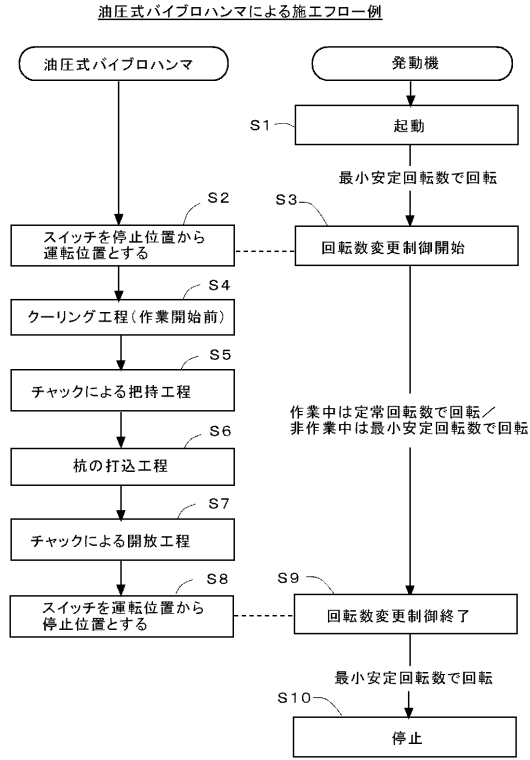 油圧式バイブロハンマによる施工フロー例
油圧式バイブロハンマ
発動機
S1
起動
最小安定回転数で回転
S2
スイッチを停止位置から
運転位置とする
S3
回転数変更制御開始
S4
クーリング工程(作業開始前)
S5
チャックによる把持工程
作業中は定常回転数で回転/
非作業中は最小安定回転数で回転
S6
杭の打込工程
S7
チャックによる開放工程
S8
スイッチを運転位置から
停止位置とする
S9
回転数変更制御終了
最小安定回転数で回転
S10
停止